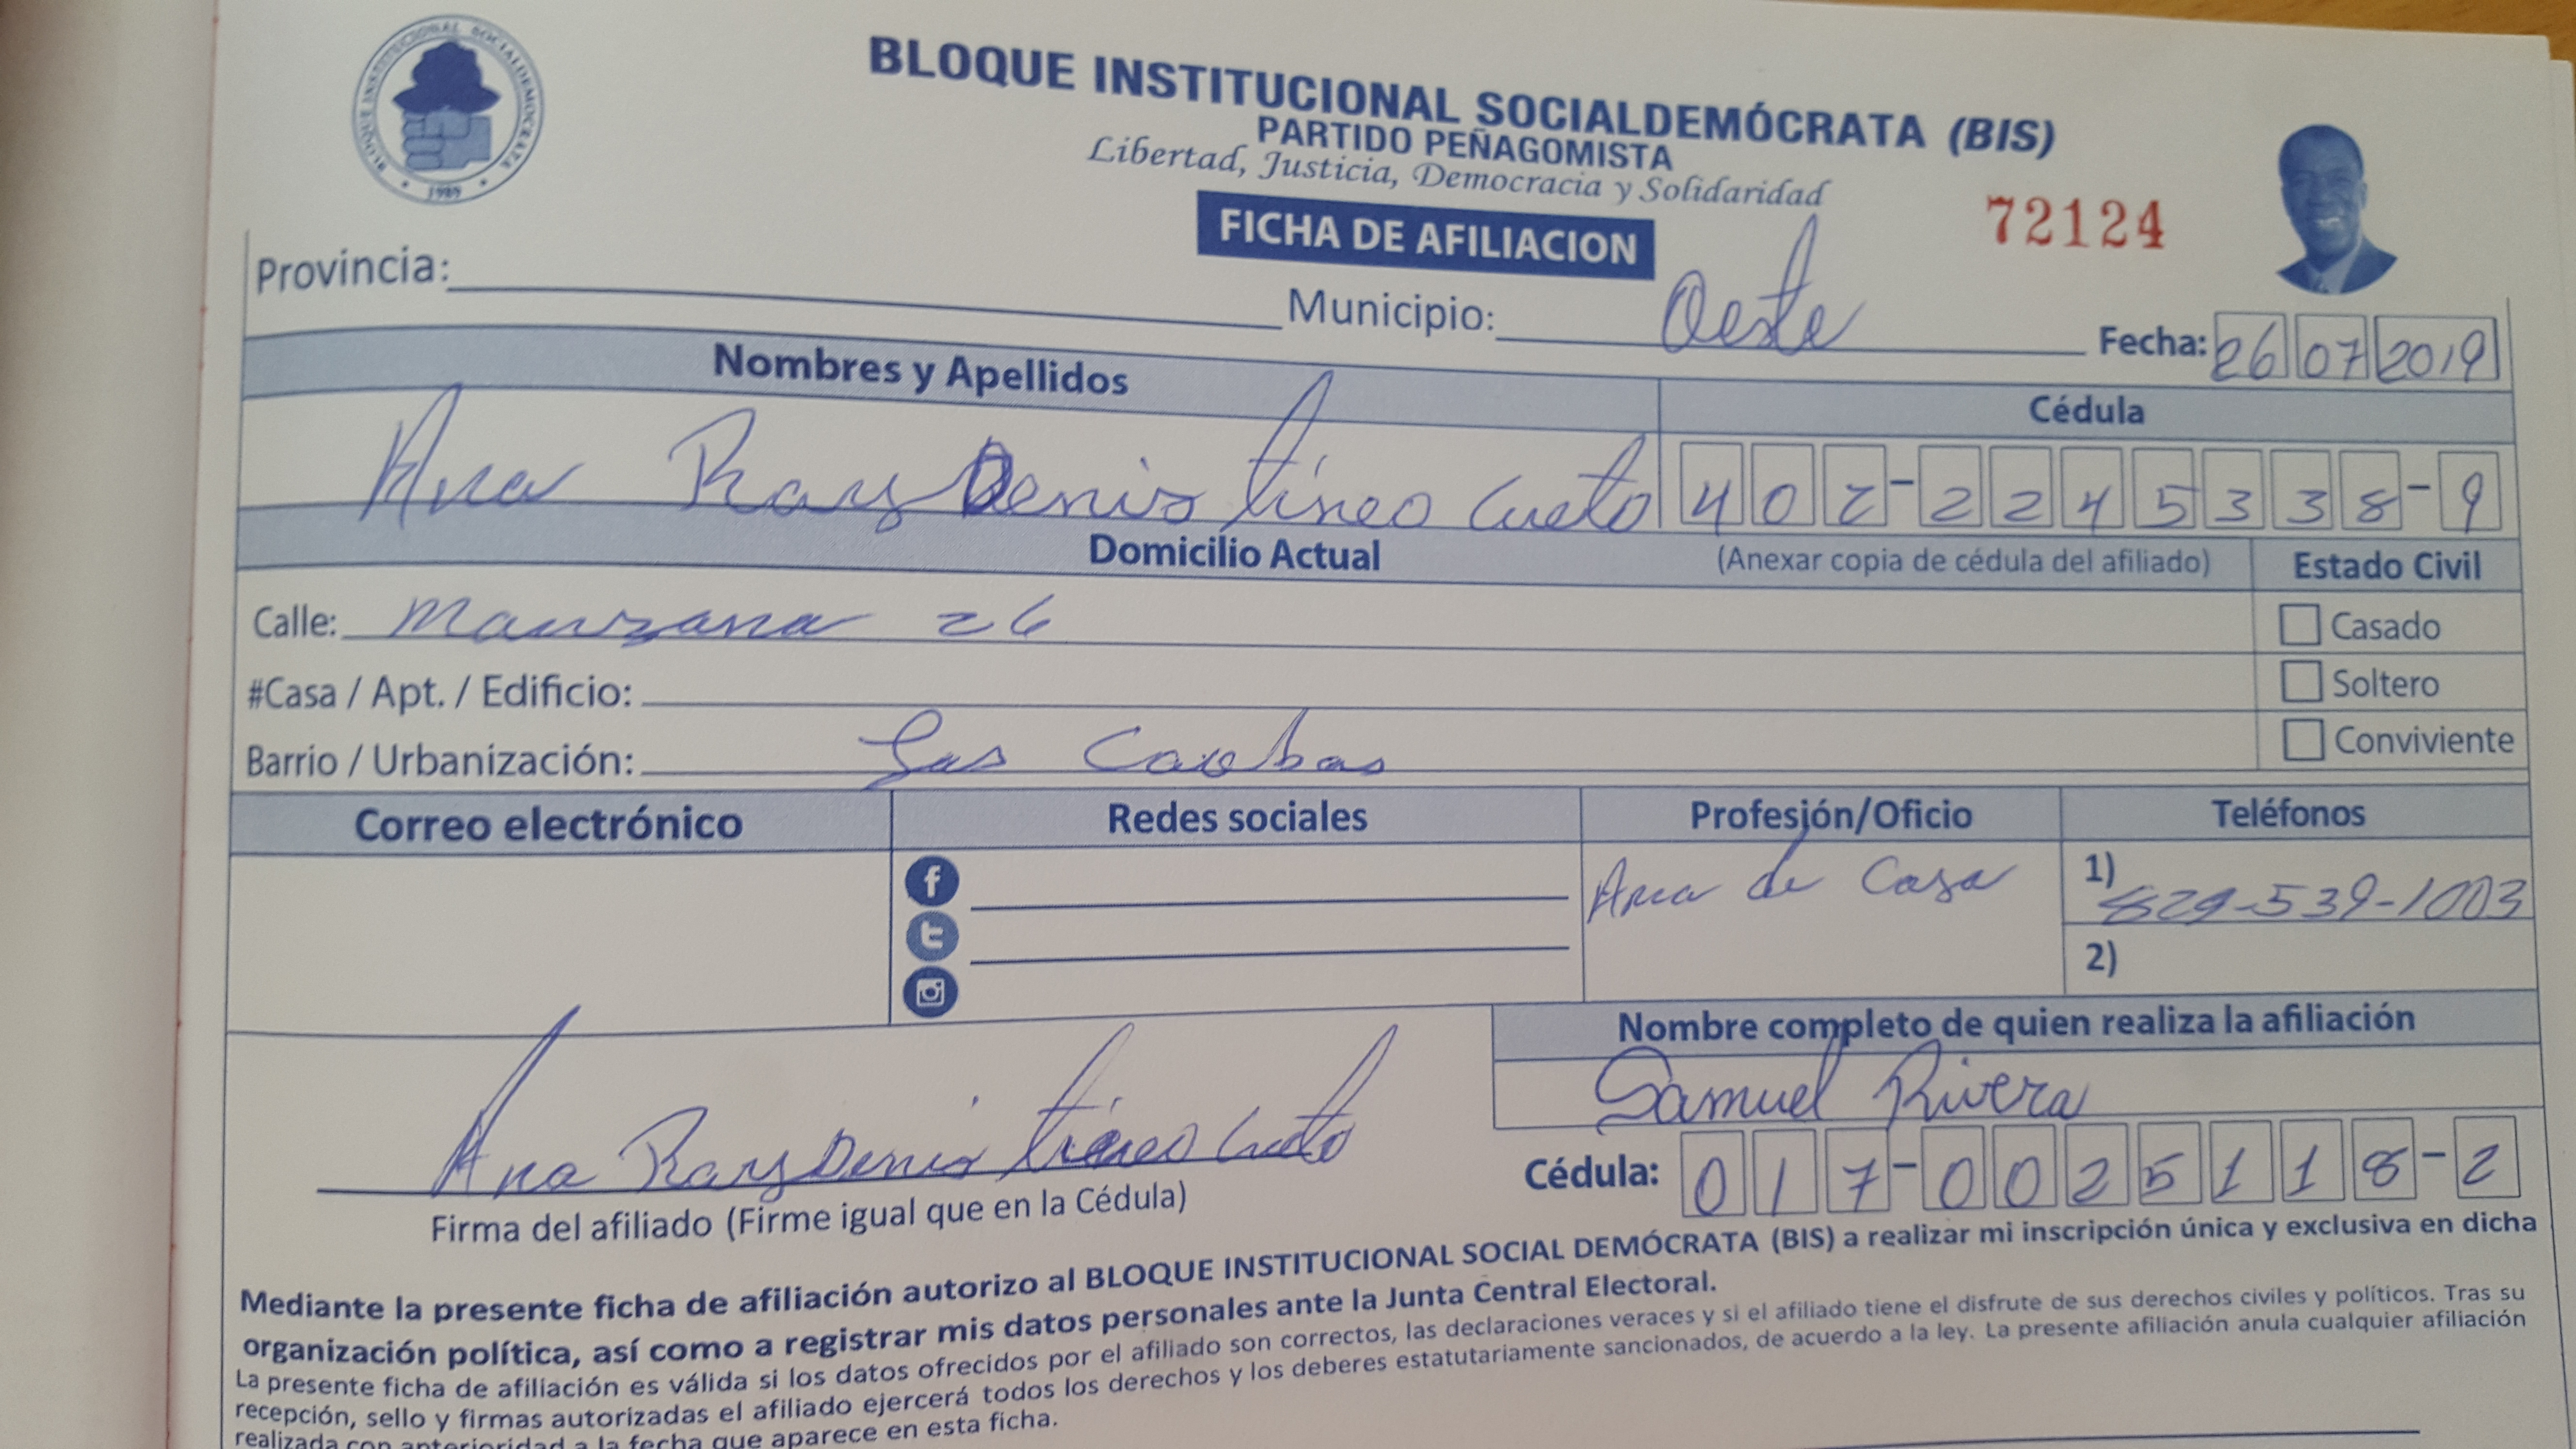 BLOQUE INSTITUCIONAL SOCIALDEMOCRATA
1989
BLOQUE INSTITUCIONAL SOCIALDEMÓCRATA (BIS)
PARTIDO PEÑAGOMISTA
Libertad, Justicia, Democracia y Solidaridad
FICHA DE AFILIACION
72124
Provincia: Municipio: Oeste Fecha: 26 07 2019
Nombres y Apellidos Cédula
Ana RayDenis tineo Cueto 402-2245338-9
Domicilio Actual (Anexar copia de cédula del afiliado) Estado Civil
Calle: Manzana 26 Casado
#Casa / Apt. / Edificio: Soltero
Barrio / Urbanización: Las Caobas Conviviente
Correo electrónico Redes sociales Profesión/Oficio Teléfonos
f Ama de Casa 1) 829-539-1003
t 2)
Nombre completo de quien realiza la afiliación
Samuel Rivera
Ana RayDenis tineo Cueto Cédula: 017-0025118-2
Firma del afiliado (Firme igual que en la Cédula)
Mediante la presente ficha de afiliación autorizo al BLOQUE INSTITUCIONAL SOCIAL DEMÓCRATA (BIS) a realizar mi inscripción única y exclusiva en dicha
organización política, así como a registrar mis datos personales ante la Junta Central Electoral.
La presente ficha de afiliación es válida si los datos ofrecidos por el afiliado son correctos, las declaraciones veraces y si el afiliado tiene el disfrute de sus derechos civiles y políticos. Tras su
recepción, sello y firmas autorizadas el afiliado ejercerá todos los derechos y los deberes estatutariamente sancionados, de acuerdo a la ley. La presente afiliación anula cualquier afiliación
realizada con anterioridad a la fecha que aparece en esta ficha.